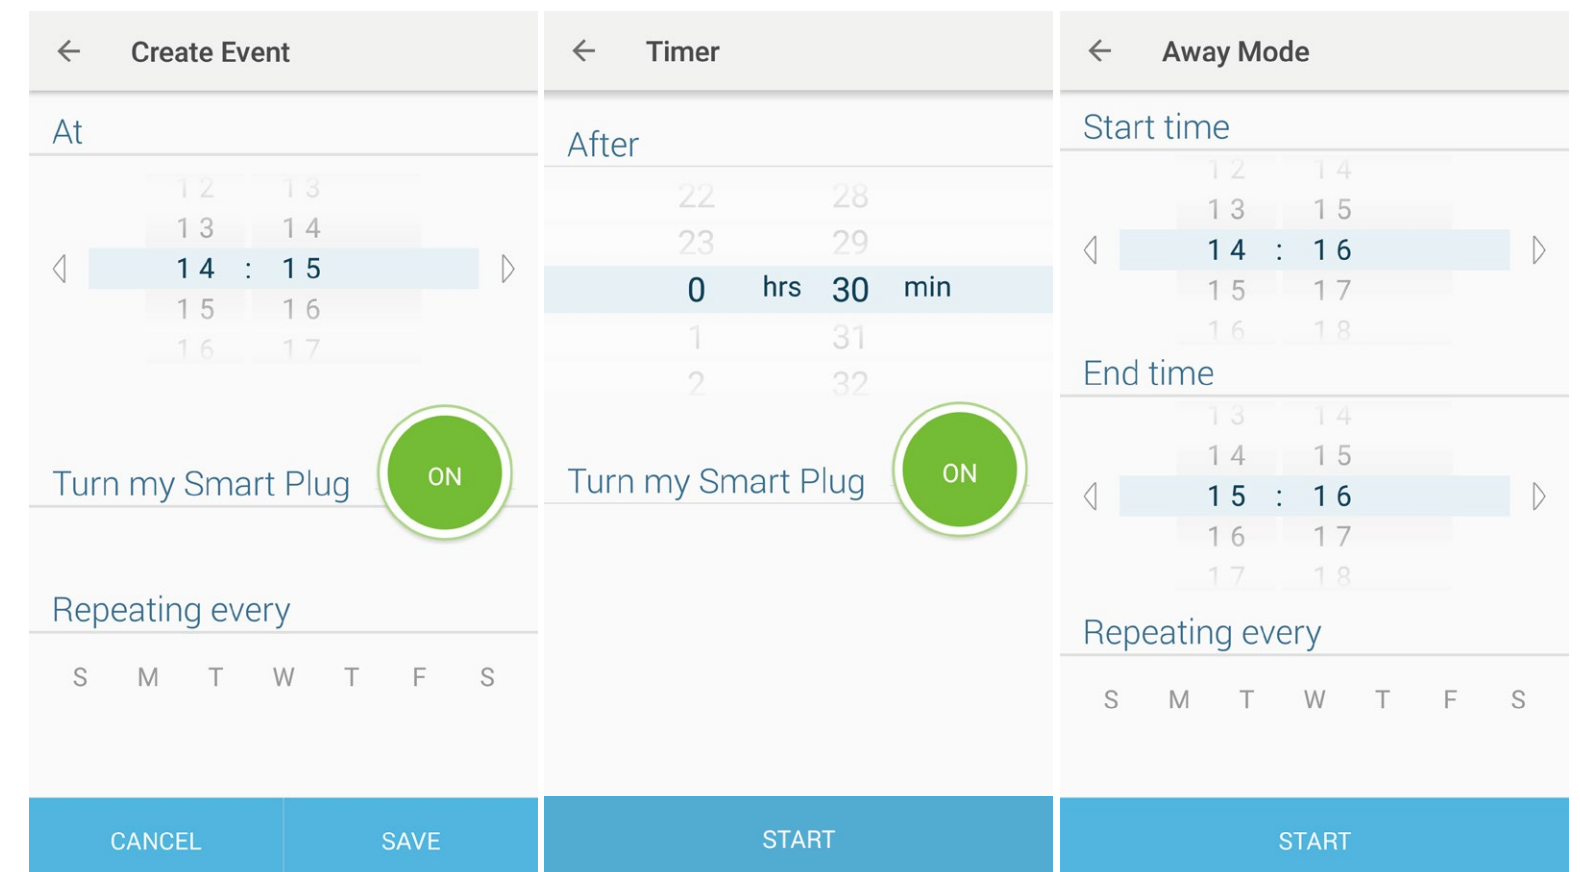 Create Event
At
12 13
13 14
14 : 15
15 16
16 17
Turn my Smart Plug ON
Repeating every
S M T W T F S
CANCEL SAVE
Timer
After
22 28
23 29
0 hrs 30 min
1 31
2 32
Turn my Smart Plug ON
START
Away Mode
Start time
12 14
13 15
14 : 16
15 17
16 18
End time
13 14
14 15
15 : 16
16 17
17 18
Repeating every
S M T W T F S
START